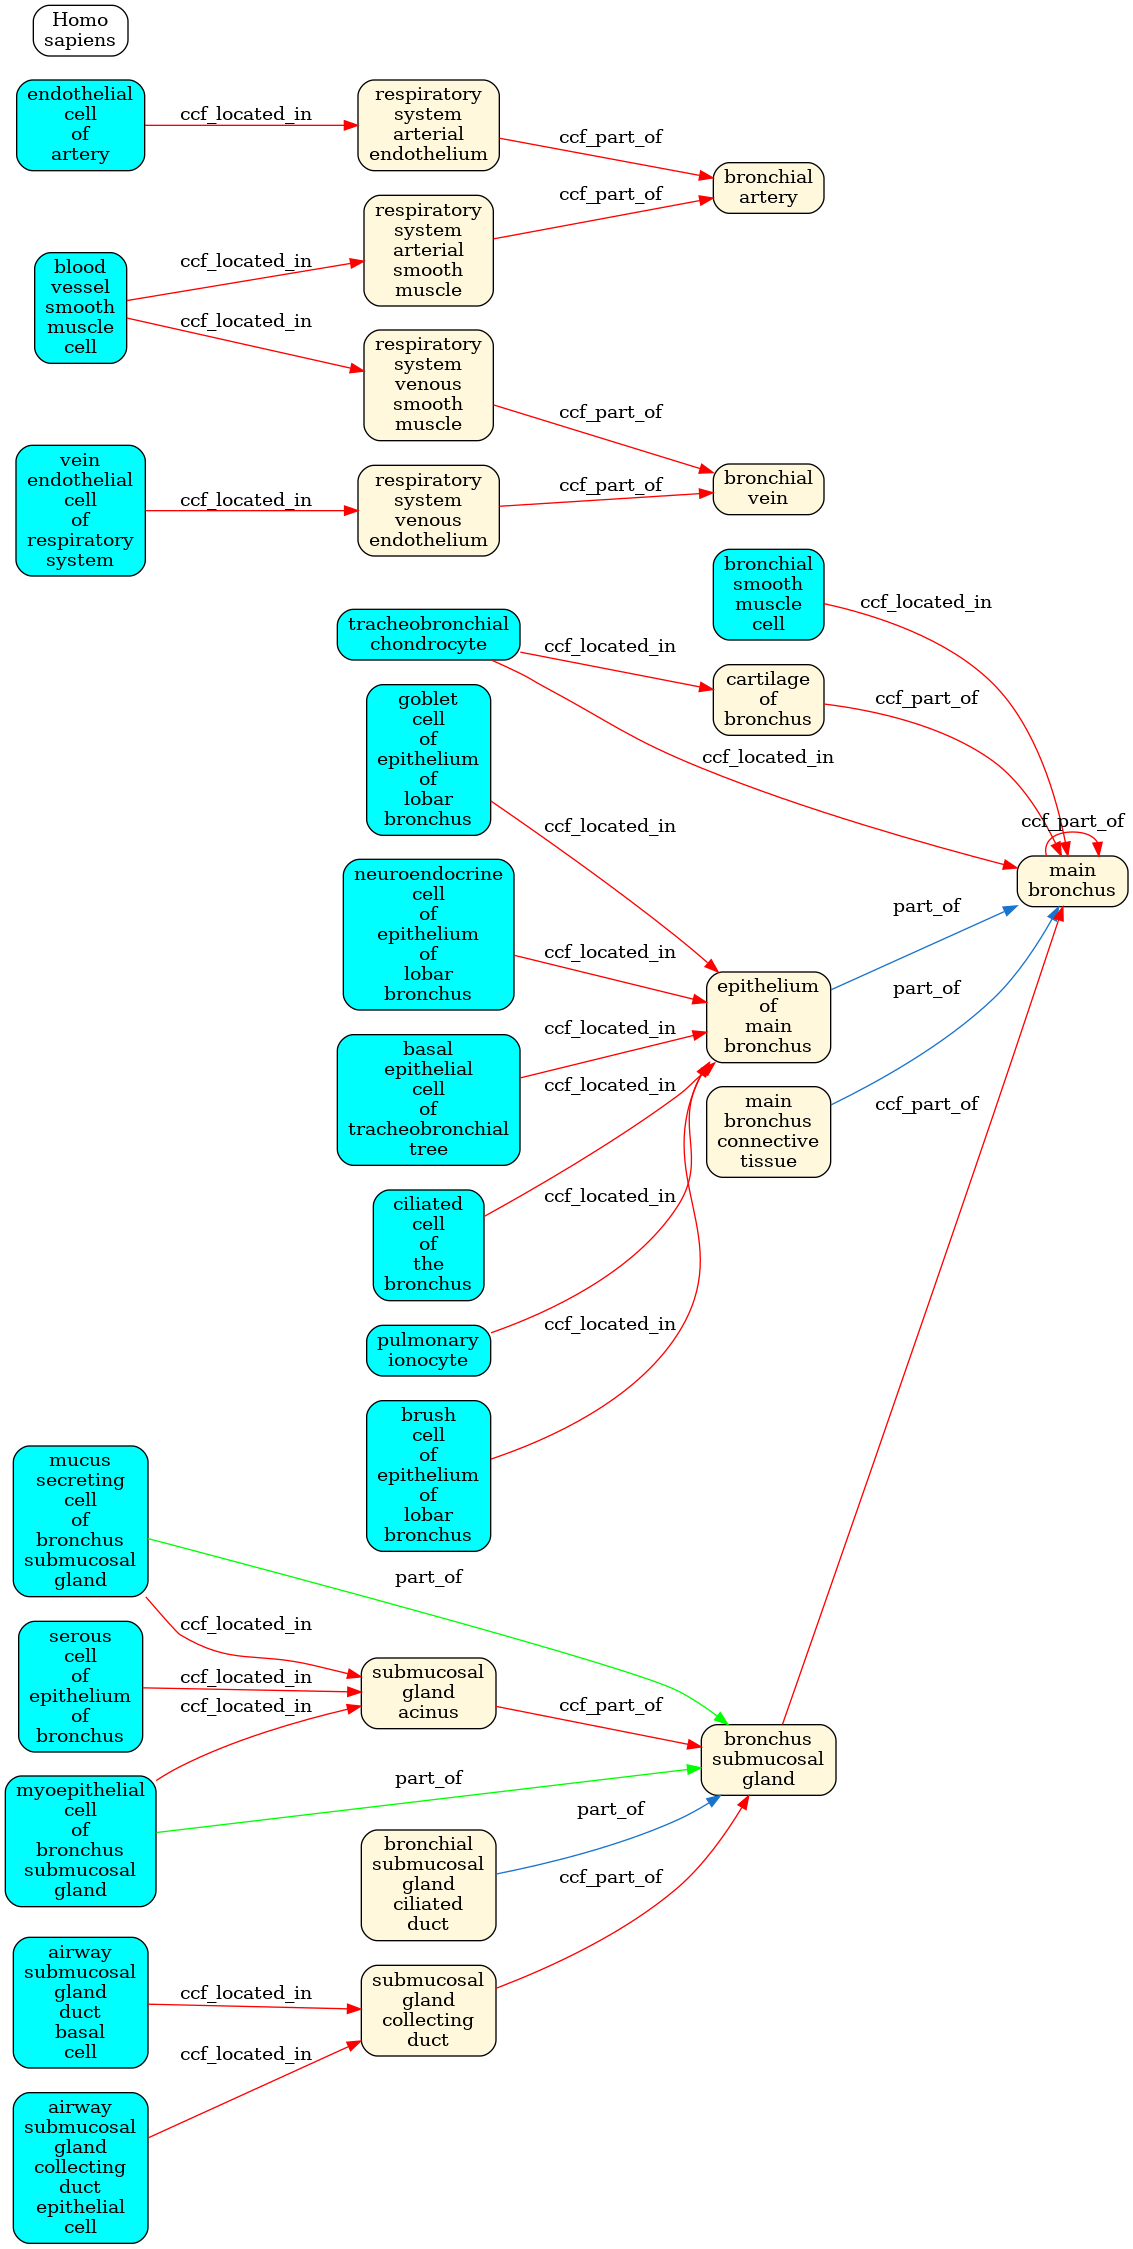 Homo
sapiens
endothelial
cell
of
artery
ccf_located_in
respiratory
system
arterial
endothelium
ccf_part_of
bronchial
artery
blood
vessel
smooth
muscle
cell
ccf_located_in
ccf_located_in
respiratory
system
arterial
smooth
muscle
ccf_part_of
respiratory
system
venous
smooth
muscle
ccf_part_of
bronchial
vein
vein
endothelial
cell
of
respiratory
system
ccf_located_in
respiratory
system
venous
endothelium
ccf_part_of
bronchial
smooth
muscle
cell
ccf_located_in
tracheobronchial
chondrocyte
ccf_located_in
ccf_located_in
cartilage
of
bronchus
ccf_part_of
ccf_part_of
main
bronchus
goblet
cell
of
epithelium
of
lobar
bronchus
ccf_located_in
neuroendocrine
cell
of
epithelium
of
lobar
bronchus
ccf_located_in
epithelium
of
main
bronchus
part_of
basal
epithelial
cell
of
tracheobronchial
tree
ccf_located_in
main
bronchus
connective
tissue
part_of
ciliated
cell
of
the
bronchus
ccf_located_in
pulmonary
ionocyte
ccf_located_in
brush
cell
of
epithelium
of
lobar
bronchus
ccf_located_in
ccf_part_of
mucus
secreting
cell
of
bronchus
submucosal
gland
part_of
ccf_located_in
serous
cell
of
epithelium
of
bronchus
ccf_located_in
submucosal
gland
acinus
ccf_part_of
bronchus
submucosal
gland
myoepithelial
cell
of
bronchus
submucosal
gland
ccf_located_in
part_of
bronchial
submucosal
gland
ciliated
duct
part_of
airway
submucosal
gland
duct
basal
cell
ccf_located_in
submucosal
gland
collecting
duct
ccf_part_of
airway
submucosal
gland
collecting
duct
epithelial
cell
ccf_located_in